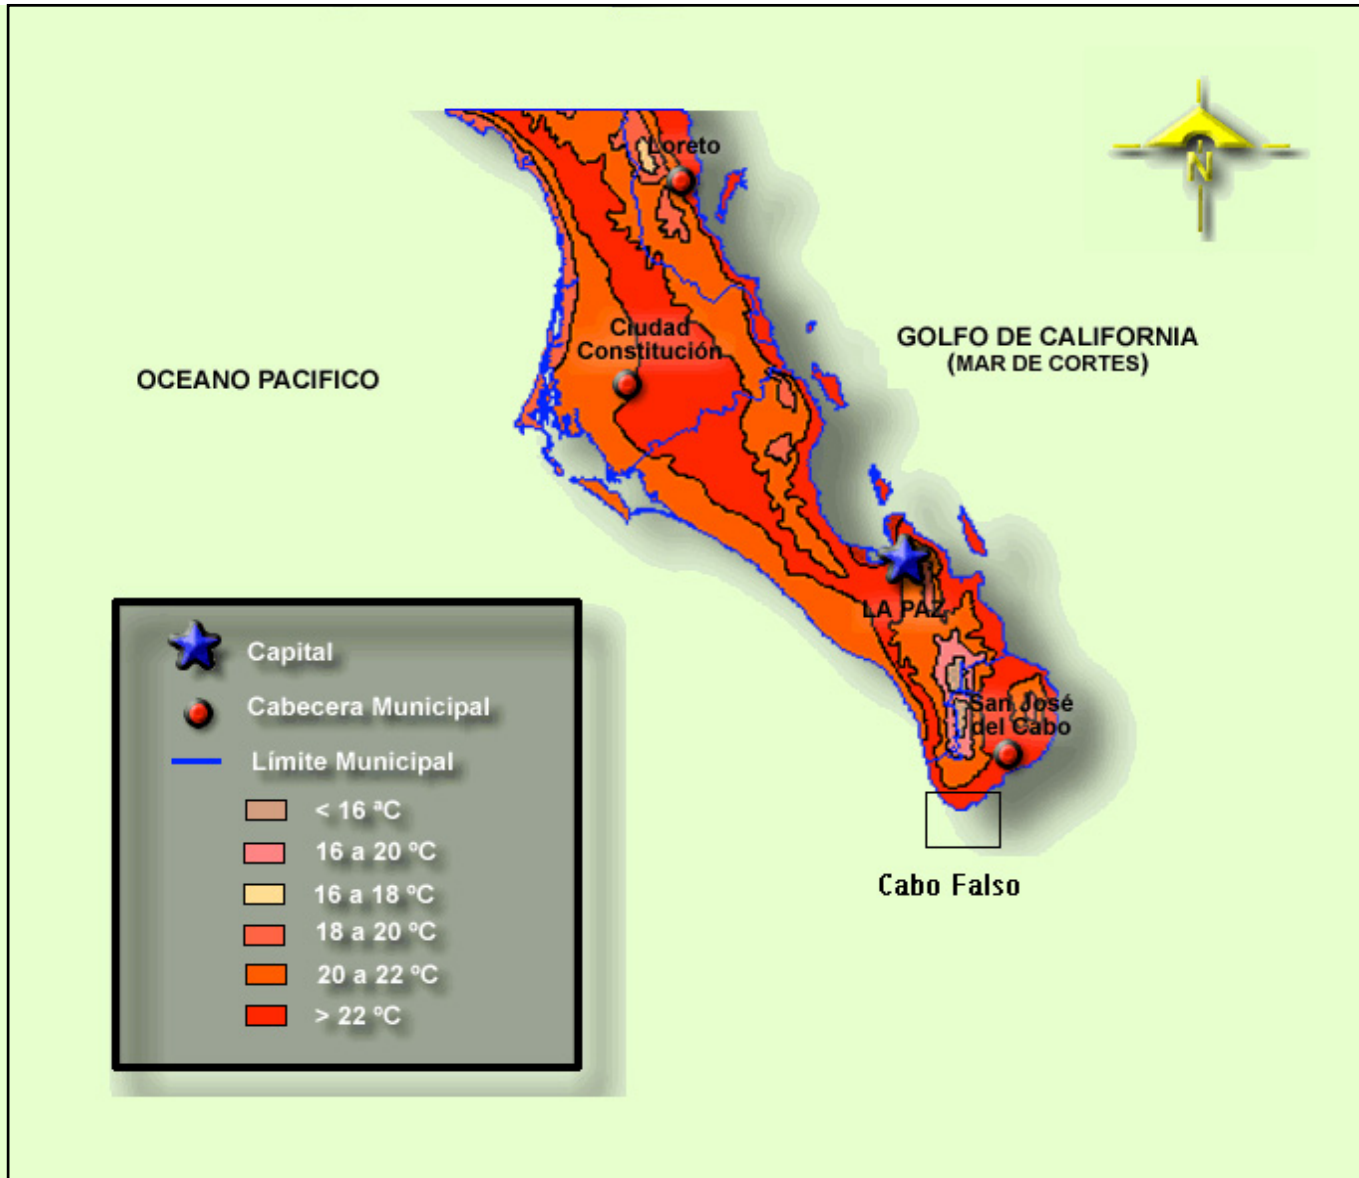 N
Loreto
Ciudad
Constitución
GOLFO DE CALIFORNIA
(MAR DE CORTES)
OCEANO PACIFICO
LA PAZ
San José
del Cabo
Cabo Falso
Capital
Cabecera Municipal
Límite Municipal
< 16 ªC
16 a 20 ºC
16 a 18 ºC
18 a 20 ºC
20 a 22 ºC
> 22 ºC